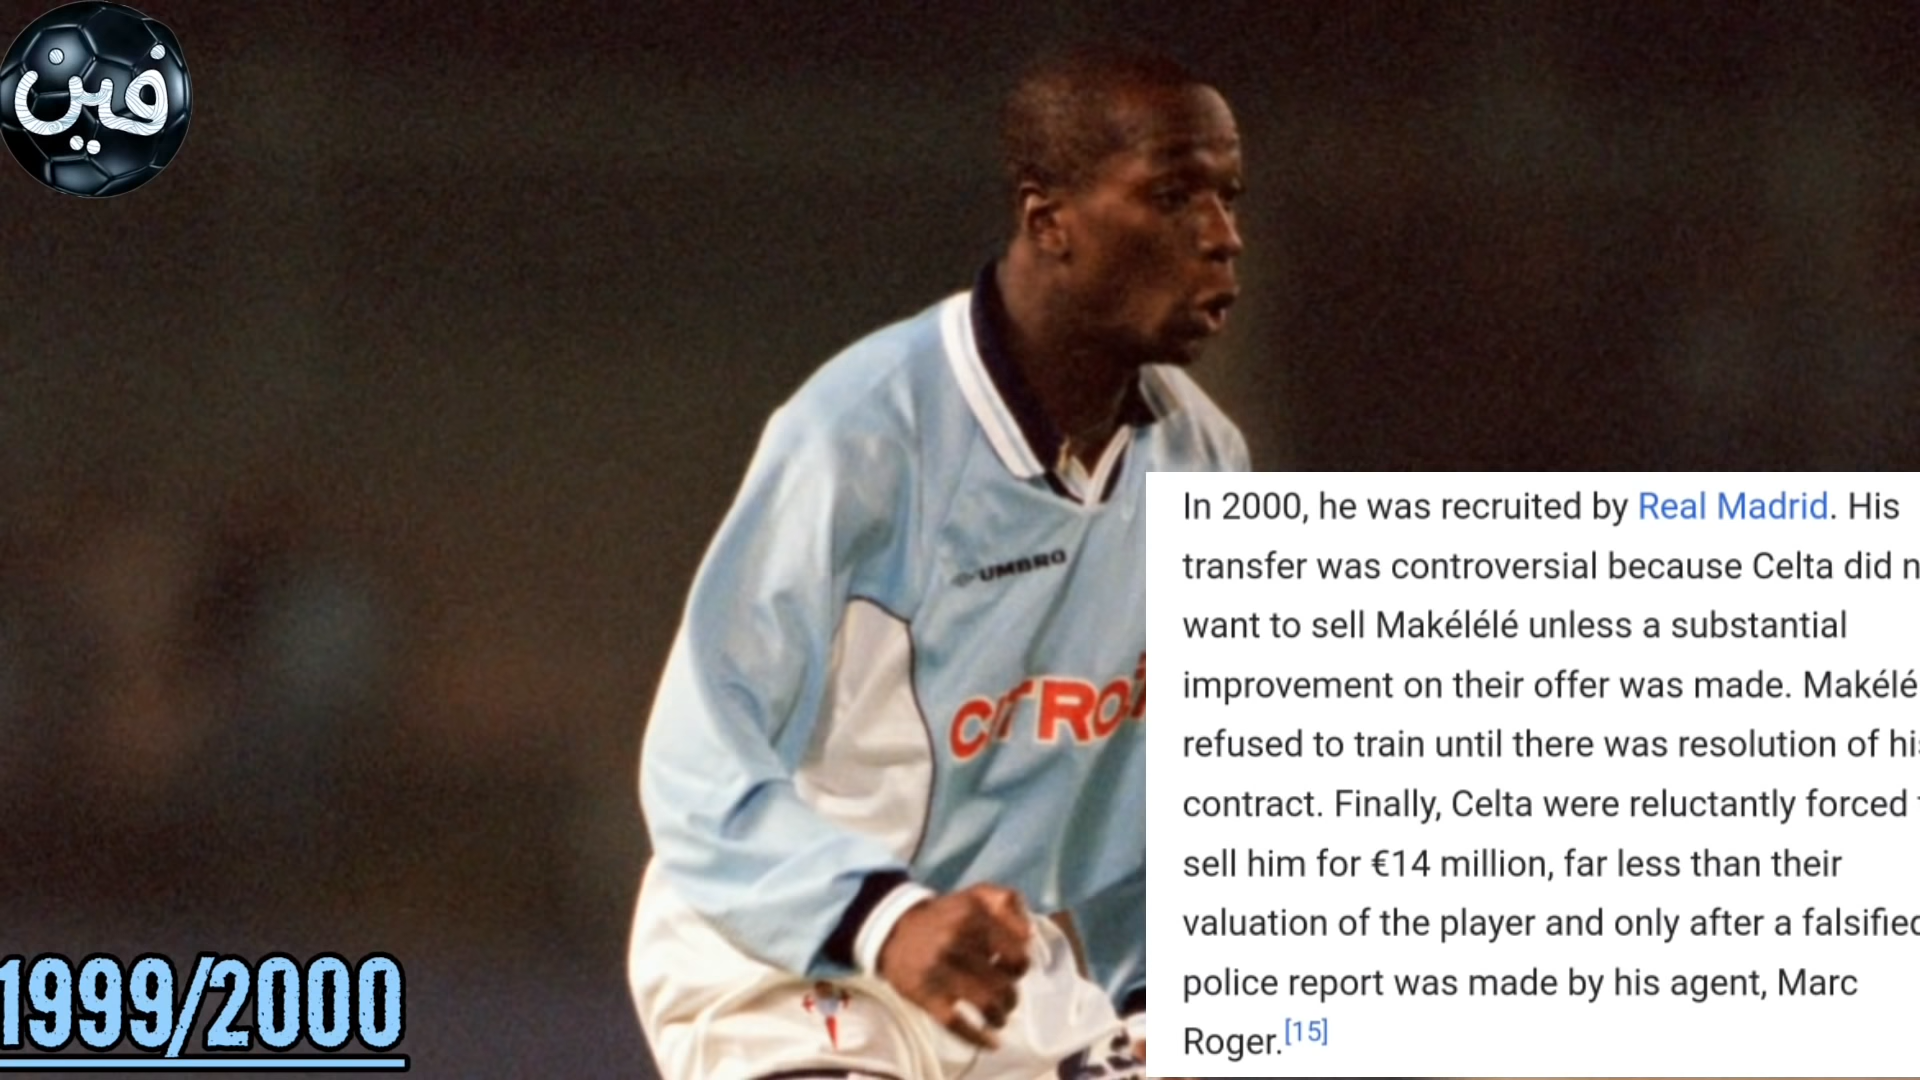 فين
UMBRO
CITROË
In 2000, he was recruited by Real Madrid. His
transfer was controversial because Celta did n
want to sell Makélélé unless a substantial
improvement on their offer was made. Makélé
refused to train until there was resolution of his
contract. Finally, Celta were reluctantly forced t
sell him for €14 million, far less than their
valuation of the player and only after a falsified
police report was made by his agent, Marc
Roger.[15]
1999/2000